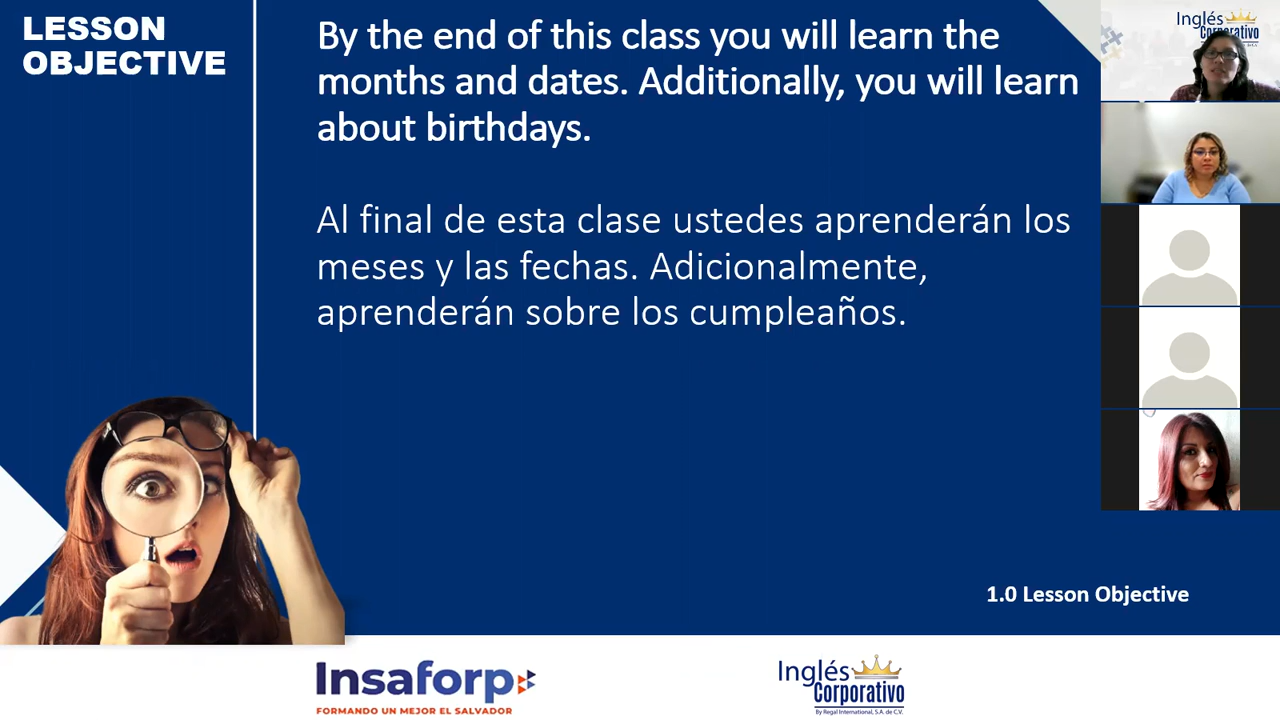 LESSON
OBJECTIVE
By the end of this class you will learn the
months and dates. Additionally, you will learn
about birthdays.
Al final de esta clase ustedes aprenderán los
meses y las fechas. Adicionalmente,
aprenderán sobre los cumpleaños.
Inglés
Corporativo
1.0 Lesson Objective
Insaforp
FORMANDO UN MEJOR EL SALVADOR
Inglés
Corporativo
By Regal International, S.A. de C.V.